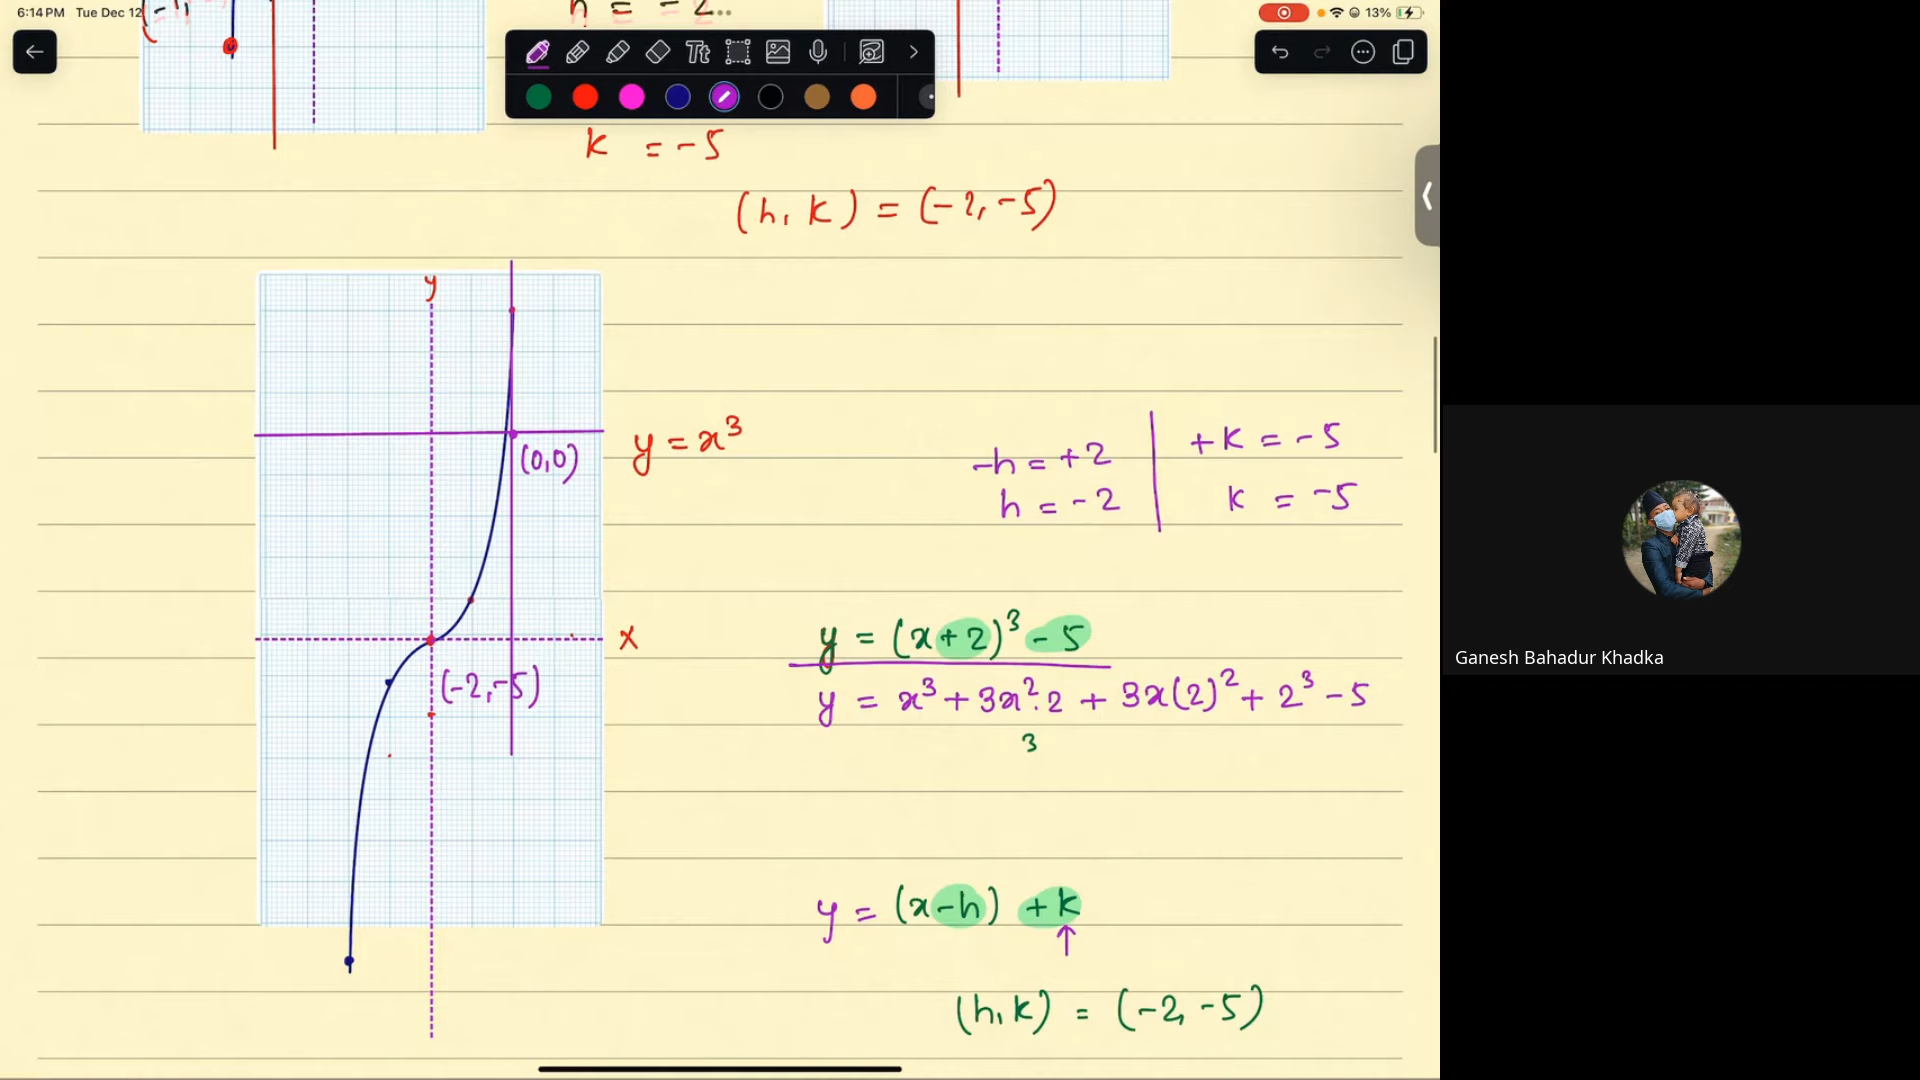 6:14 PM Tue Dec 12
13%
Tt
k = -5
(h, k) = (-2, -5)
y
(0,0)
y = x³
-h = +2
h = -2
+k = -5
k = -5
x
(-2,-5)
y = (x+2)³ - 5
y = x³ + 3x².2 + 3x(2)² + 2³ - 5
3
Ganesh Bahadur Khadka
y = (x-h) + k
↑
(h, k) = (-2, -5)